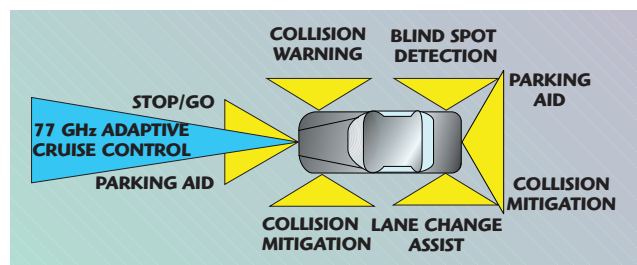 COLLISION
WARNING
BLIND SPOT
DETECTION
PARKING
AID
STOP/GO
77 GHz ADAPTIVE
CRUISE CONTROL
PARKING AID
COLLISION
MITIGATION
LANE CHANGE
ASSIST
COLLISION
MITIGATION